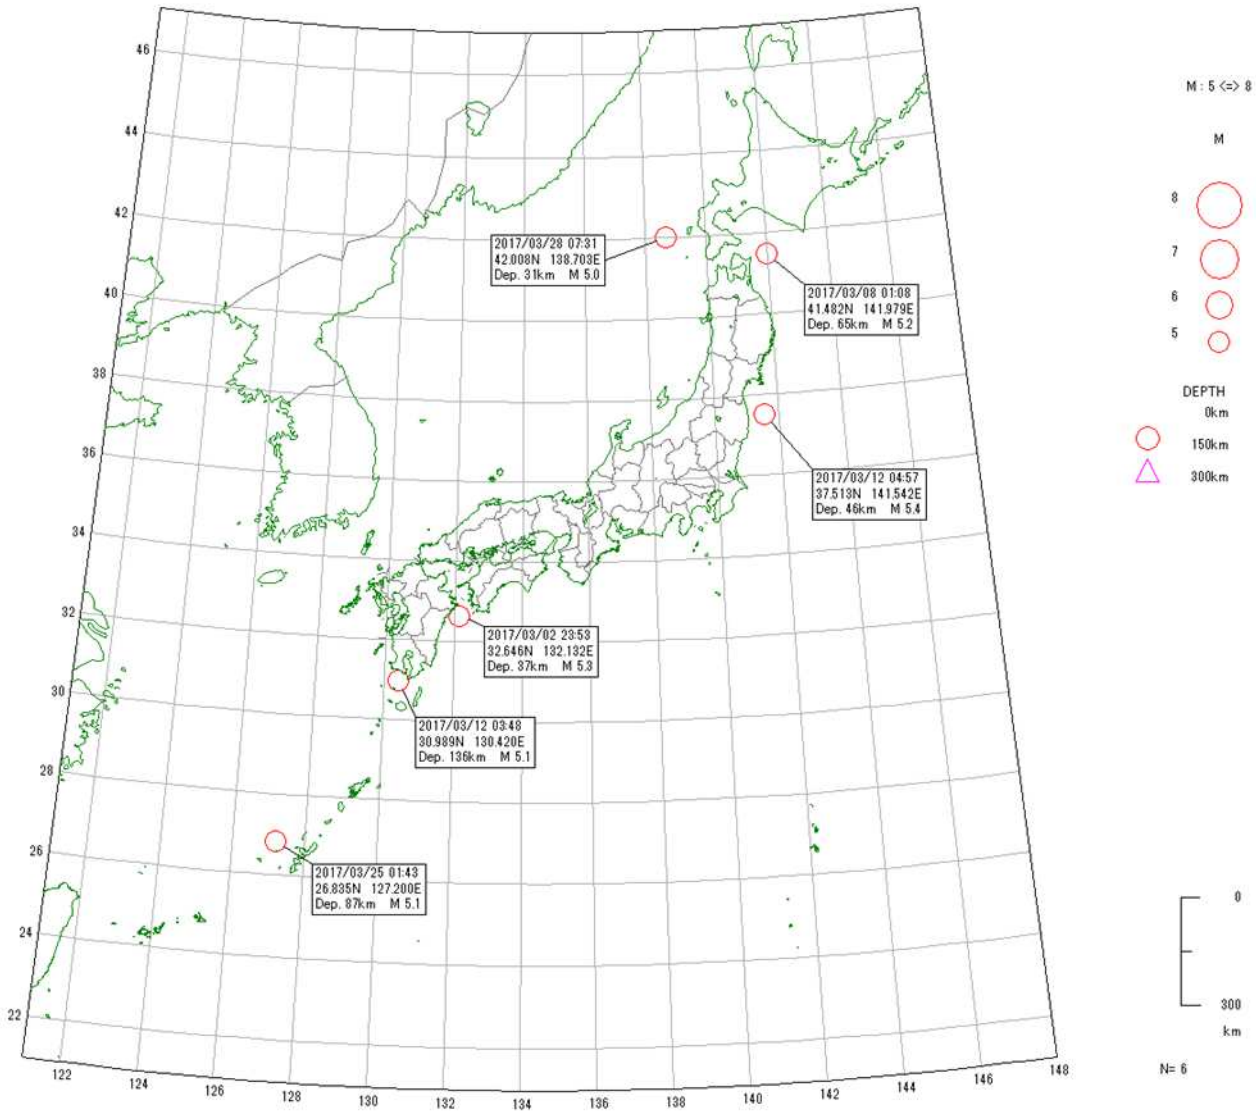 46
44
42
40
38
36
34
32
30
28
26
24
22
122
124
126
128
130
132
134
136
138
140
142
144
146
148
2017/03/28 07:31
42.008N 138.703E
Dep. 31km M 5.0
2017/03/08 01:08
41.482N 141.979E
Dep. 65km M 5.2
2017/03/12 04:57
37.513N 141.542E
Dep. 46km M 5.4
2017/03/02 23:53
32.646N 132.132E
Dep. 37km M 5.3
2017/03/12 03:48
30.989N 130.420E
Dep. 136km M 5.1
2017/03/25 01:43
26.835N 127.200E
Dep. 87km M 5.1
M : 5 <=> 8
M
8
7
6
5
DEPTH
0km
150km
300km
0
300
km
N= 6